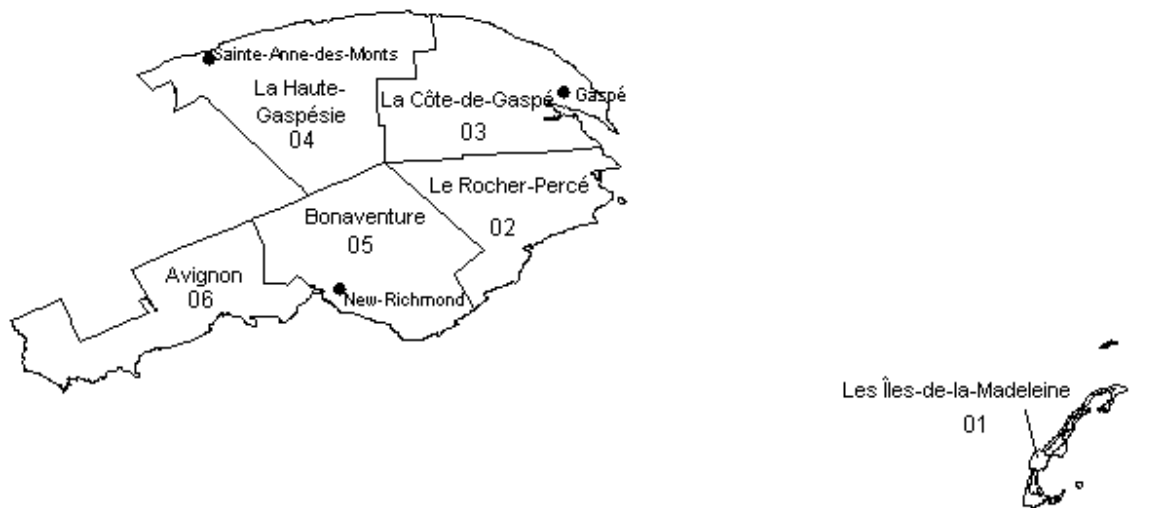 Sainte-Anne-des-Monts
La Haute-
Gaspésie
04
La Côte-de-Gaspé
03
Gaspé
Le Rocher-Percé
02
Bonaventure
05
New-Richmond
Avignon
06
Les Îles-de-la-Madeleine
01